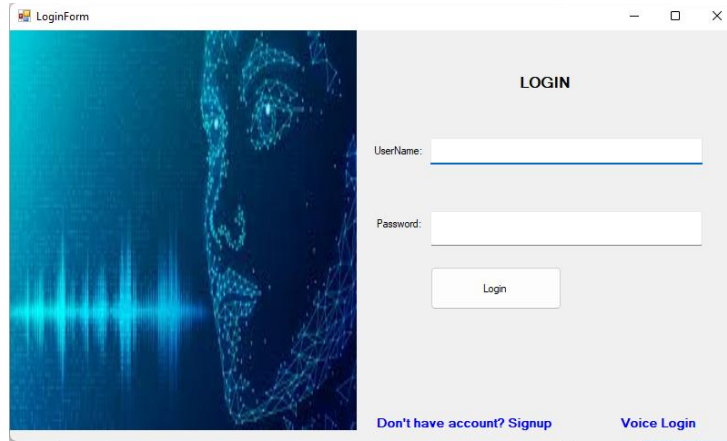 LoginForm
LOGIN
UserName:
Password:
Login
Don't have account? Signup
Voice Login